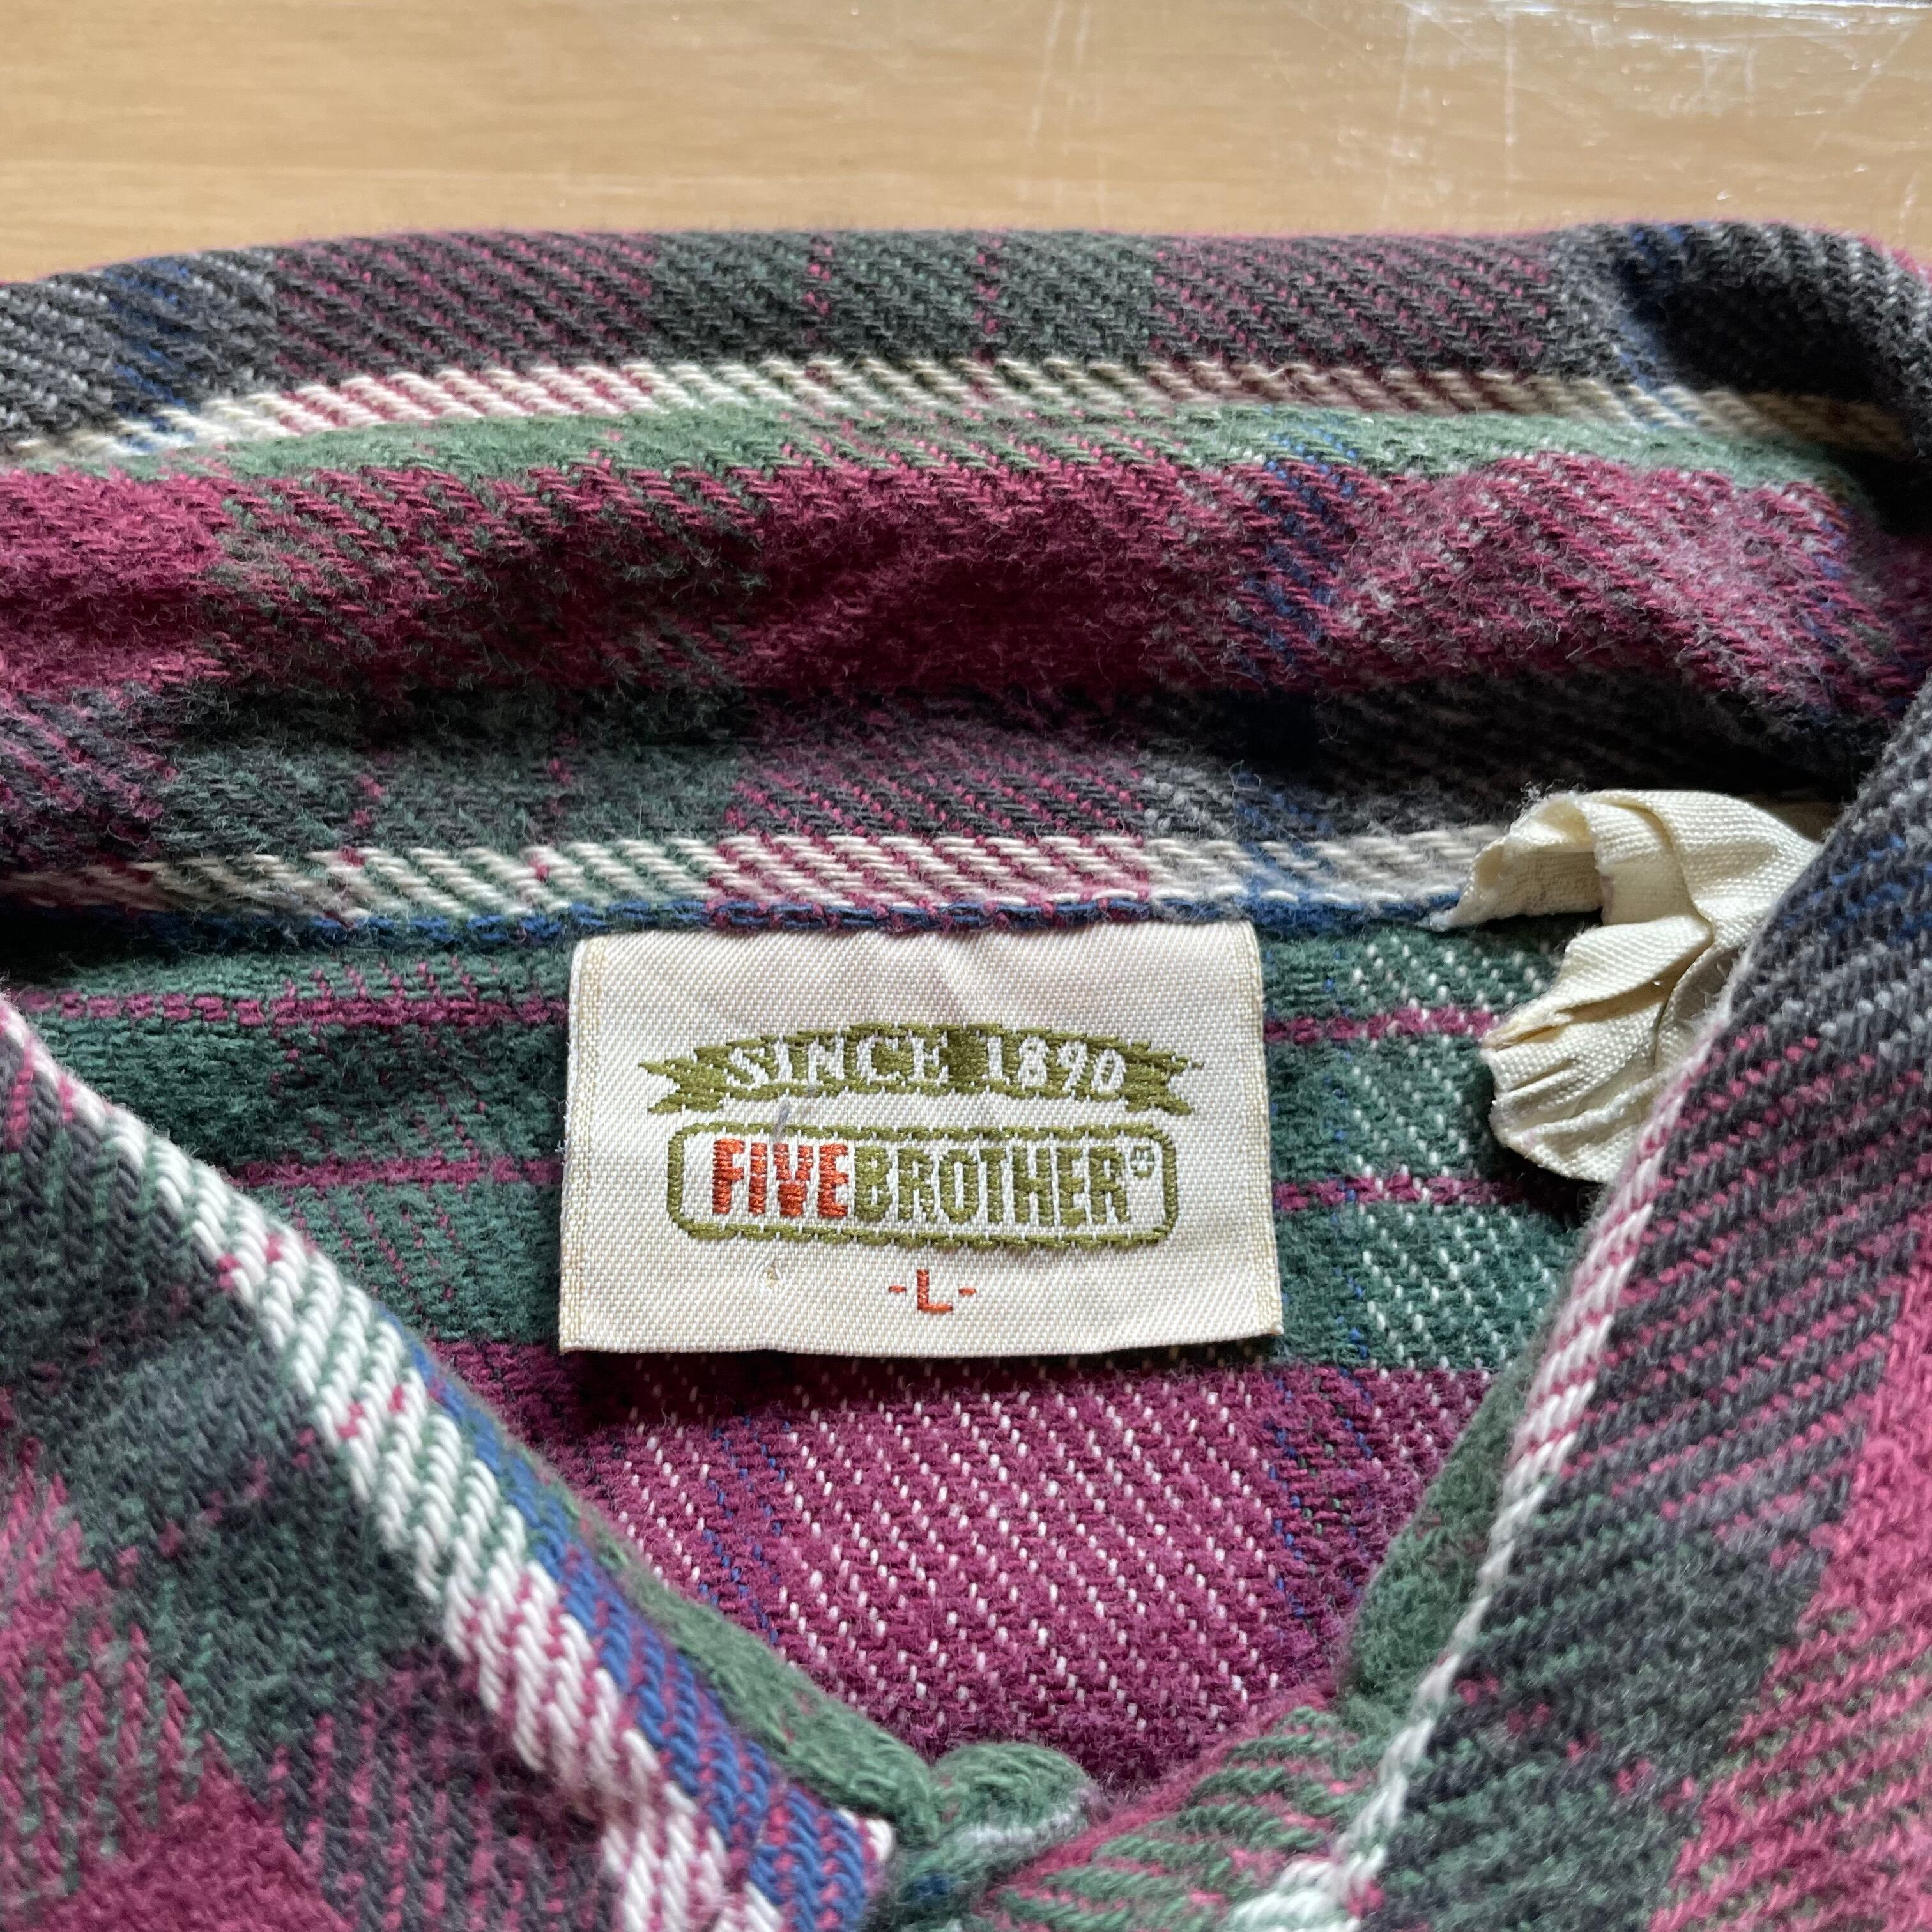 SINCE 1890
FIVEBROTHER®
-L-